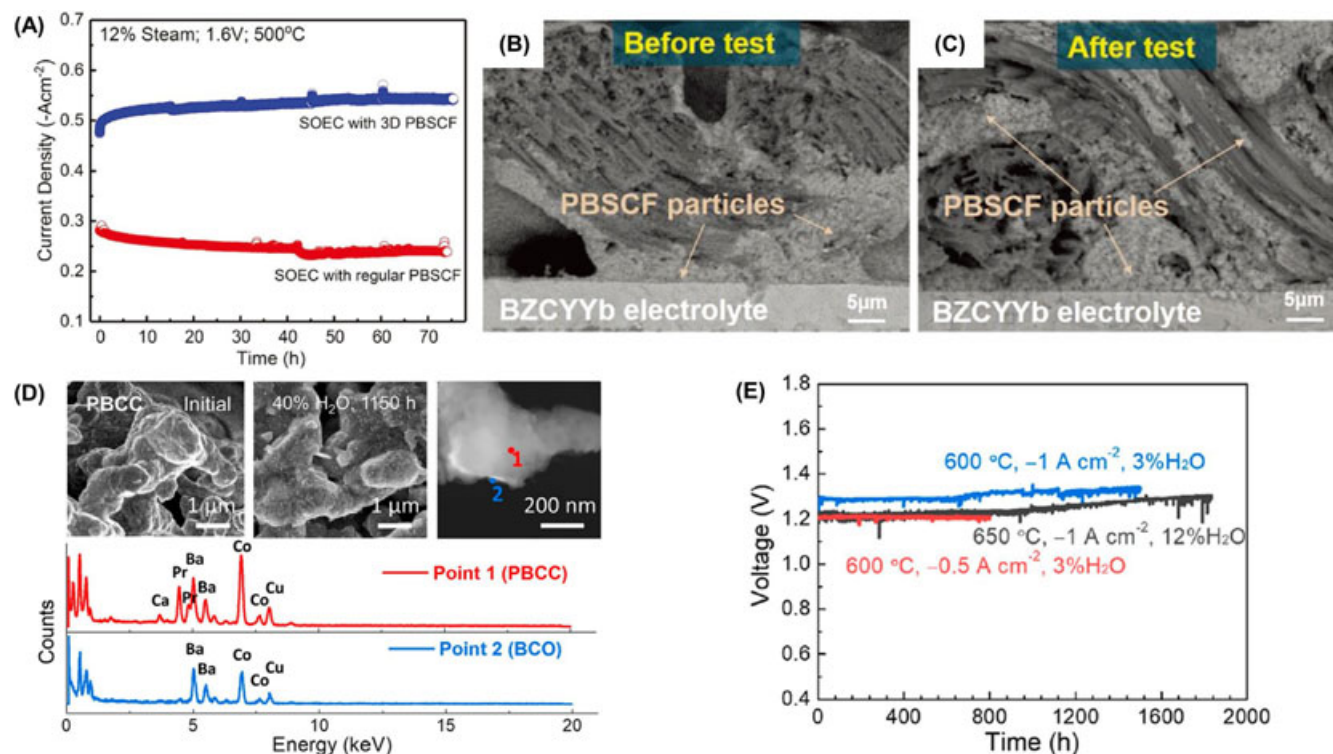 (A)
12% Steam; 1.6V; 500°C
Current Density (-Acm⁻²)
0.7
0.6
0.5
0.4
0.3
0.2
0.1
SOEC with 3D PBSCF
SOEC with regular PBSCF
0 10 20 30 40 50 60 70 80
Time (h)
(B)
Before test
PBSCF particles
BZCYYb electrolyte
5μm
(C)
After test
PBSCF particles
BZCYYb electrolyte
5μm
(D)
PBCC Initial
1 μm
40% H₂O, 1150 h
1 μm
1
2
200 nm
Counts
Ca Pr Pr Ba Ba Co Co Cu
Point 1 (PBCC)
Ba Ba Co Co Cu
Point 2 (BCO)
0 5 10 15 20
Energy (keV)
(E)
Voltage (V)
1.8
1.6
1.4
1.2
1.0
0.8
0.6
0.4
600 °C, −1 A cm⁻², 3%H₂O
650 °C, −1 A cm⁻², 12%H₂O
600 °C, −0.5 A cm⁻², 3%H₂O
0 400 800 1200 1600 2000
Time (h)